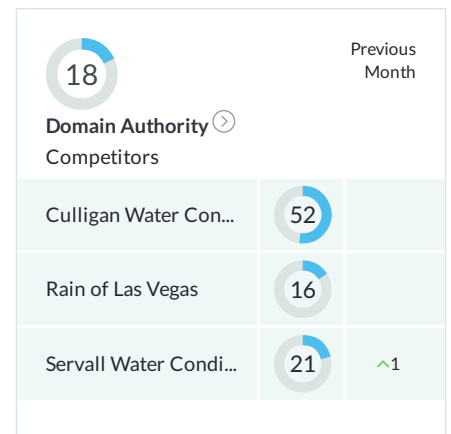 18
Previous
Month
Domain Authority
Competitors
Culligan Water Con... 52
Rain of Las Vegas 16
Servall Water Condi... 21 1